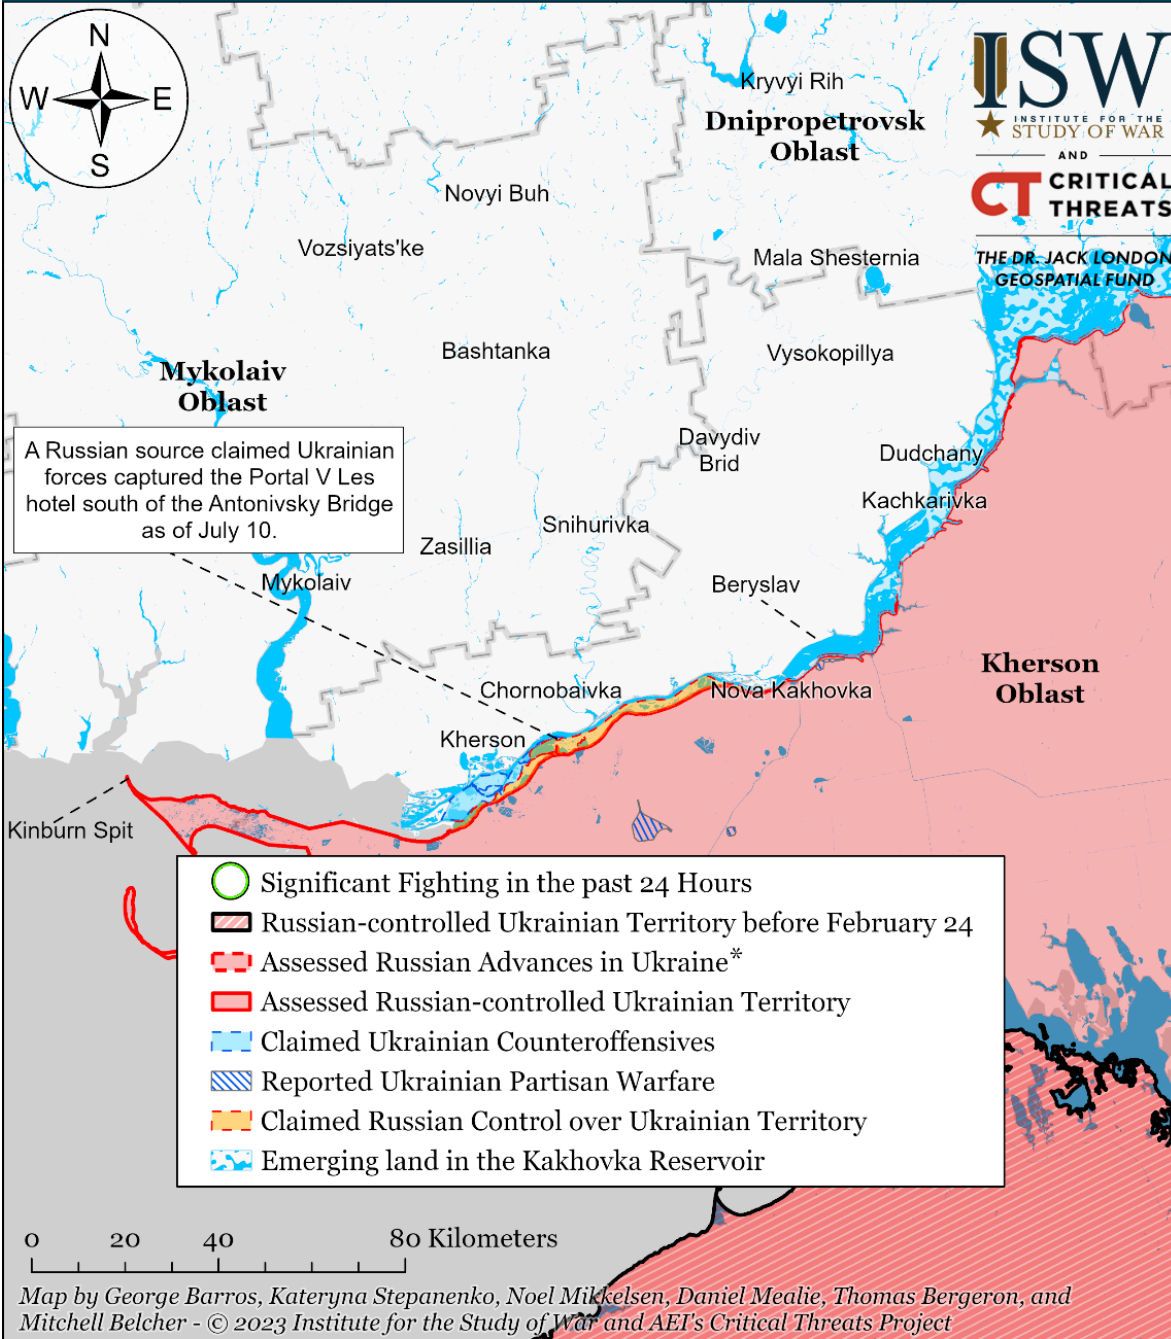 N
W
E
S
ISW
INSTITUTE FOR THE
STUDY OF WAR
AND
CT CRITICAL
THREATS
THE DR. JACK LONDON
GEOSPATIAL FUND
Kryvyi Rih
Dnipropetrovsk
Oblast
Novyi Buh
Vozsiyats'ke
Mala Shesternia
Bashtanka
Vysokopillya
Mykolaiv
Oblast
A Russian source claimed Ukrainian
forces captured the Portal V Les
hotel south of the Antonivsky Bridge
as of July 10.
Davydiv
Brid
Dudchany
Kachkarivka
Snihurivka
Zasillia
Mykolaiv
Beryslav
Kherson
Oblast
Chornobaivka
Nova Kakhovka
Kherson
Kinburn Spit
Significant Fighting in the past 24 Hours
Russian-controlled Ukrainian Territory before February 24
Assessed Russian Advances in Ukraine*
Assessed Russian-controlled Ukrainian Territory
Claimed Ukrainian Counteroffensives
Reported Ukrainian Partisan Warfare
Claimed Russian Control over Ukrainian Territory
Emerging land in the Kakhovka Reservoir
0 20 40 80 Kilometers
Map by George Barros, Kateryna Stepanenko, Noel Mikkelsen, Daniel Mealie, Thomas Bergeron, and
Mitchell Belcher - © 2023 Institute for the Study of War and AEI's Critical Threats Project